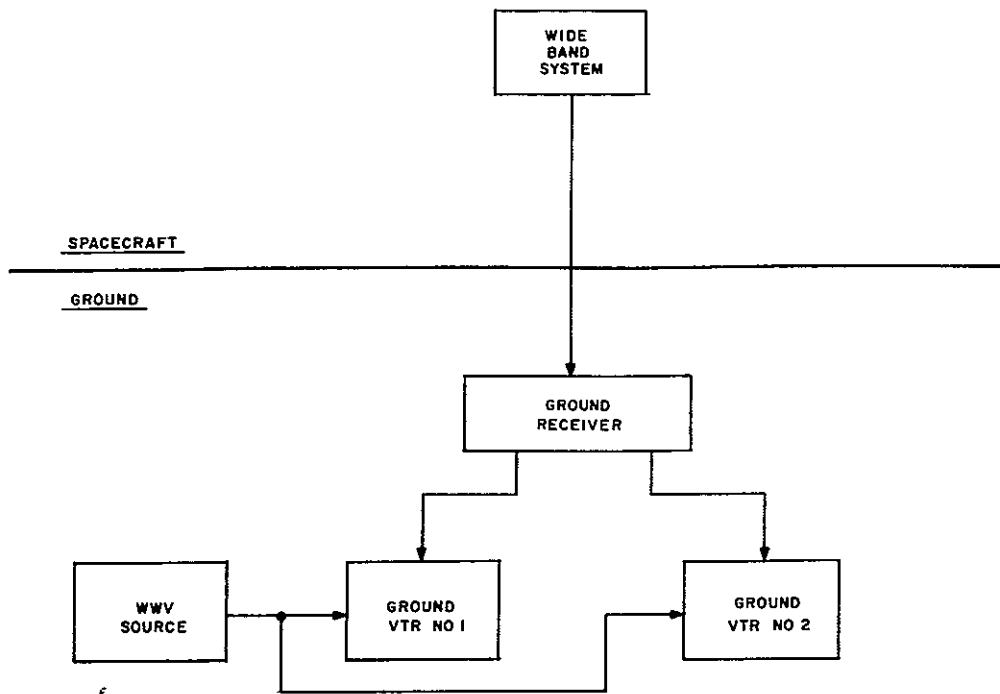 WIDE
BAND
SYSTEM
SPACECRAFT
GROUND
GROUND
RECEIVER
WWV
SOURCE
GROUND
VTR NO 1
GROUND
VTR NO 2